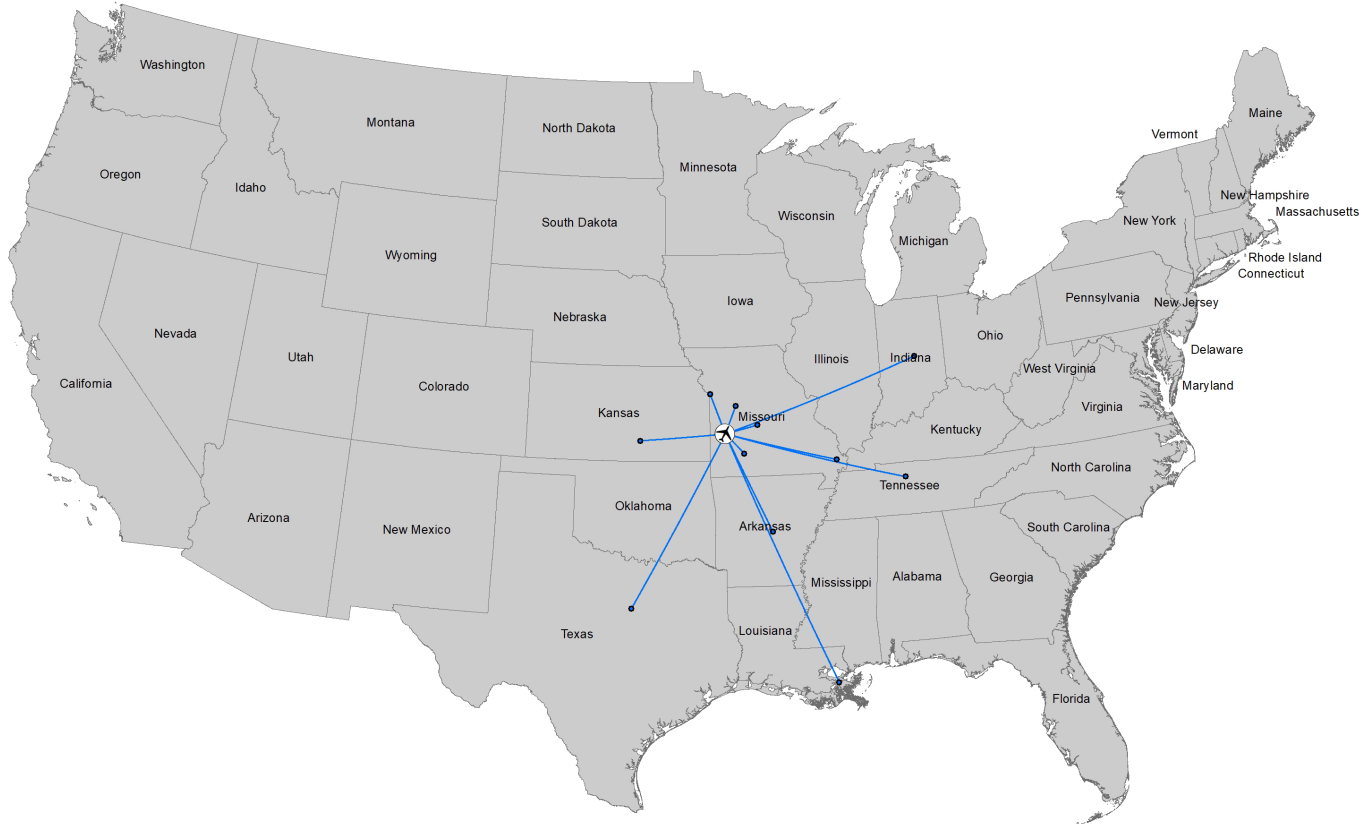 Washington
Montana
North Dakota
Minnesota
Maine
Vermont
Oregon
Idaho
South Dakota
Wisconsin
Michigan
New York
New Hampshire
Massachusetts
Wyoming
Rhode Island
Connecticut
Nebraska
Iowa
Pennsylvania
New Jersey
Nevada
Utah
Colorado
Illinois
Indiana
Ohio
Delaware
California
West Virginia
Maryland
Kansas
Missouri
Kentucky
Virginia
Arizona
New Mexico
Oklahoma
Arkansas
Tennessee
North Carolina
South Carolina
Texas
Louisiana
Mississippi
Alabama
Georgia
Florida